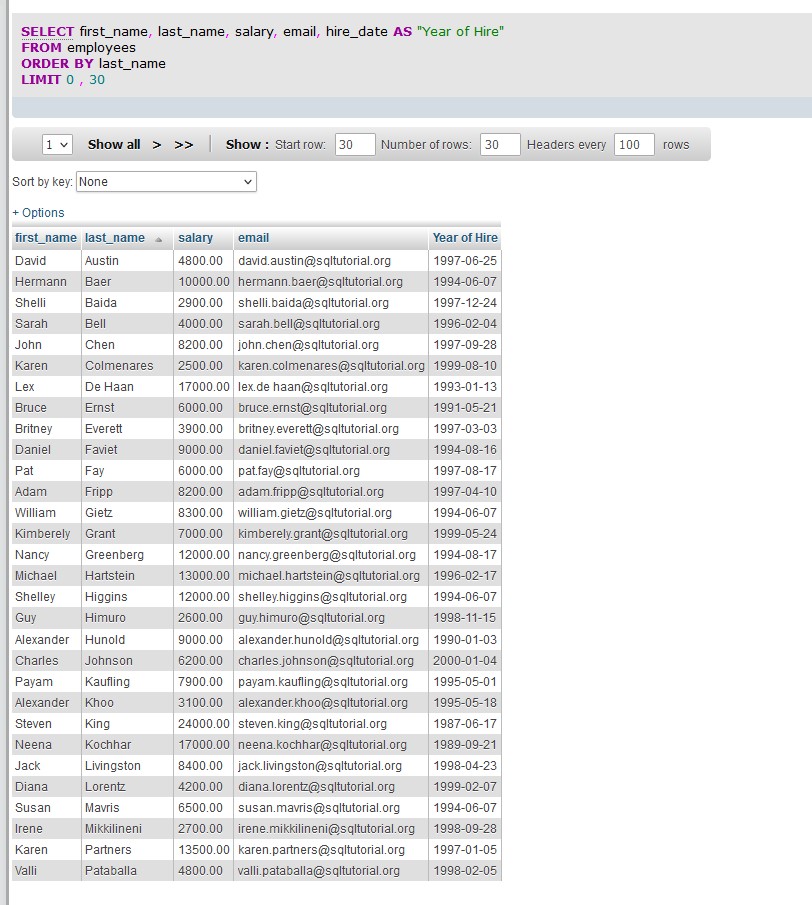 SELECT first_name, last_name, salary, email, hire_date AS "Year of Hire"
FROM employees
ORDER BY last_name
LIMIT 0 , 30
1 Show all > >> Show : Start row: 30 Number of rows: 30 Headers every 100 rows
Sort by key: None
+ Options
first_name last_name salary email Year of Hire
David Austin 4800.00 david.austin@sqltutorial.org 1997-06-25
Hermann Baer 10000.00 hermann.baer@sqltutorial.org 1994-06-07
Shelli Baida 2900.00 shelli.baida@sqltutorial.org 1997-12-24
Sarah Bell 4000.00 sarah.bell@sqltutorial.org 1996-02-04
John Chen 8200.00 john.chen@sqltutorial.org 1997-09-28
Karen Colmenares 2500.00 karen.colmenares@sqltutorial.org 1999-08-10
Lex De Haan 17000.00 lex.de haan@sqltutorial.org 1993-01-13
Bruce Ernst 6000.00 bruce.ernst@sqltutorial.org 1991-05-21
Britney Everett 3900.00 britney.everett@sqltutorial.org 1997-03-03
Daniel Faviet 9000.00 daniel.faviet@sqltutorial.org 1994-08-16
Pat Fay 6000.00 pat.fay@sqltutorial.org 1997-08-17
Adam Fripp 8200.00 adam.fripp@sqltutorial.org 1997-04-10
William Gietz 8300.00 william.gietz@sqltutorial.org 1994-06-07
Kimberely Grant 7000.00 kimberely.grant@sqltutorial.org 1999-05-24
Nancy Greenberg 12000.00 nancy.greenberg@sqltutorial.org 1994-08-17
Michael Hartstein 13000.00 michael.hartstein@sqltutorial.org 1996-02-17
Shelley Higgins 12000.00 shelley.higgins@sqltutorial.org 1994-06-07
Guy Himuro 2600.00 guy.himuro@sqltutorial.org 1998-11-15
Alexander Hunold 9000.00 alexander.hunold@sqltutorial.org 1990-01-03
Charles Johnson 6200.00 charles.johnson@sqltutorial.org 2000-01-04
Payam Kaufling 7900.00 payam.kaufling@sqltutorial.org 1995-05-01
Alexander Khoo 3100.00 alexander.khoo@sqltutorial.org 1995-05-18
Steven King 24000.00 steven.king@sqltutorial.org 1987-06-17
Neena Kochhar 17000.00 neena.kochhar@sqltutorial.org 1989-09-21
Jack Livingston 8400.00 jack.livingston@sqltutorial.org 1998-04-23
Diana Lorentz 4200.00 diana.lorentz@sqltutorial.org 1999-02-07
Susan Mavris 6500.00 susan.mavris@sqltutorial.org 1994-06-07
Irene Mikkilineni 2700.00 irene.mikkilineni@sqltutorial.org 1998-09-28
Karen Partners 13500.00 karen.partners@sqltutorial.org 1997-01-05
Valli Pataballa 4800.00 valli.pataballa@sqltutorial.org 1998-02-05